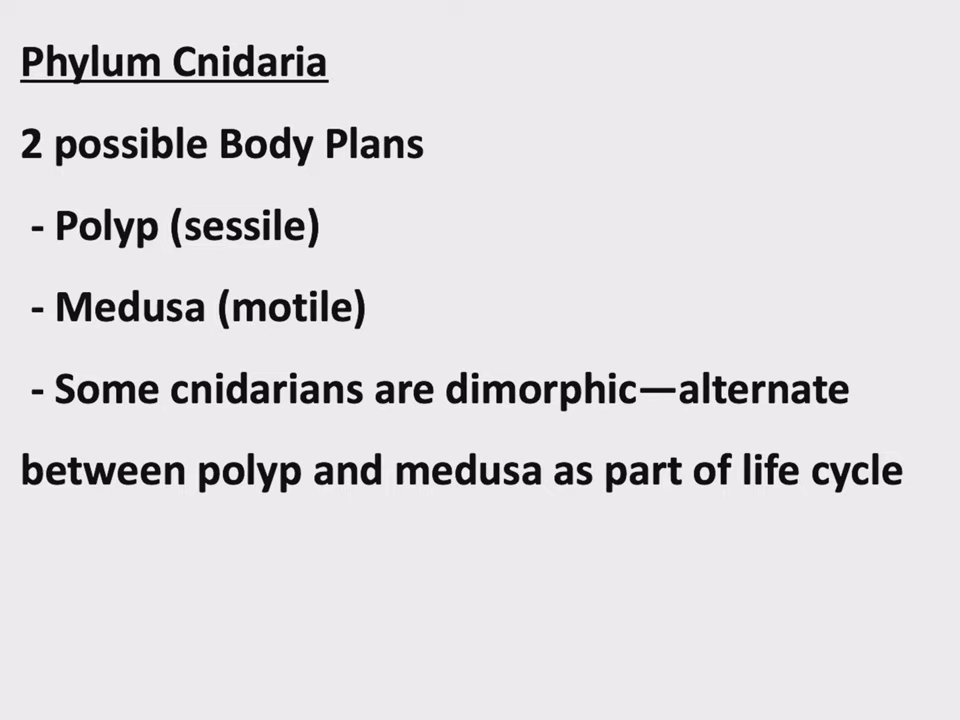 Phylum Cnidaria
2 possible Body Plans
- Polyp (sessile)
- Medusa (motile)
- Some cnidarians are dimorphic—alternate
between polyp and medusa as part of life cycle